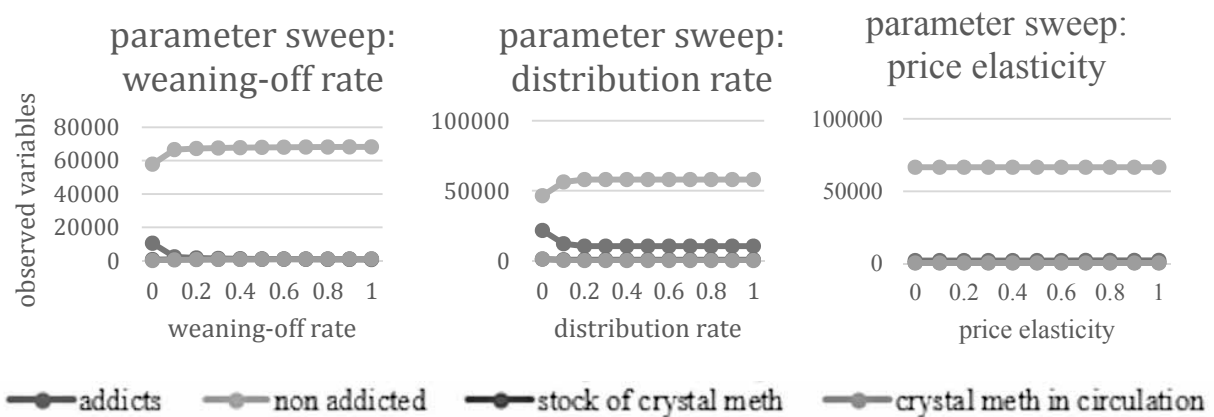 parameter sweep:
weaning-off rate
observed variables
80000
60000
40000
20000
0
0 0.2 0.4 0.6 0.8 1
weaning-off rate
parameter sweep:
distribution rate
100000
50000
0
0 0.2 0.4 0.6 0.8 1
distribution rate
parameter sweep:
price elasticity
100000
50000
0
0 0.2 0.4 0.6 0.8 1
price elasticity
addicts non addicted stock of crystal meth crystal meth in circulation